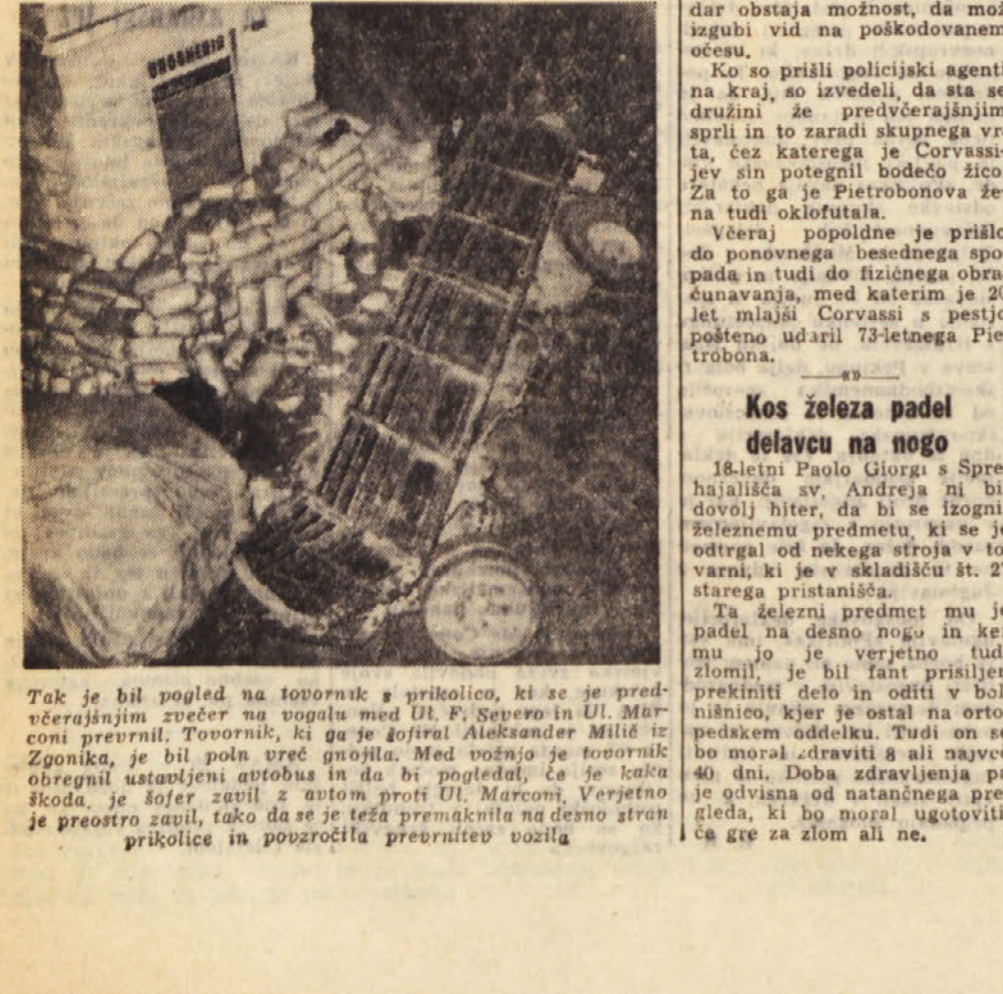 DROGHERIA
Tak je bil pogled na tovornik s prikolico, ki se je pred-
včerajšnjim zvečer na vogalu med Ul. F. Severo in Ul. Mar-
coni prevrnil. Tovornik, ki ga je šofiral Aleksander Milič iz
Zgonika, je bil poln vreč gnojila. Med vožnjo je tovornik
obregnil ustavljeni avtobus in da bi pogledal, če je kaka
škoda, je šofer zavil z avtom proti Ul. Marconi. Verjetno
je preostro zavil, tako da se je teža premaknila na desno stran
prikolice in povzročila prevrnitev vozila
dar obstaja možnost, da mož
izgubi vid na poškodovanem
očesu.
Ko so prišli policijski agenti
na kraj, so izvedeli, da sta se
družini že predvčerajšnjim
sprli in to zaradi skupnega vr-
ta, čez katerega je Corvassi-
jev sin potegnil bodečo žico.
Za to ga je Pietrobonova že-
na tudi oklofutala.
Včeraj popoldne je prišlo
do ponovnega besednega spo-
pada in tudi do fizičnega obra-
čunavanja, med katerim je 20
let mlajši Corvassi s pestjo
pošteno udaril 73-letnega Pie-
trobona.
—«»—
Kos železa padel
delavcu na nogo
18-letni Paolo Giorgi s Spre-
hajališča sv. Andreja ni bi
dovolj hiter, da bi se izogni
železnemu predmetu, ki se je
odtrgal od nekega stroja v to-
varni, ki je v skladišču št. 27
starega pristanišča.
Ta železni predmet mu je
padel na desno nogo in ker
mu jo je verjetno tudi
zlomil, je bil fant prisiljen
prekiniti delo in oditi v bol-
nišnico, kjer je ostal na orto-
pedskem oddelku. Tudi on se
bo moral zdraviti 8 ali največ
40 dni. Doba zdravljenja pa
je odvisna od natančnega pre-
gleda, ki bo moral ugotoviti,
če gre za zlom ali ne.